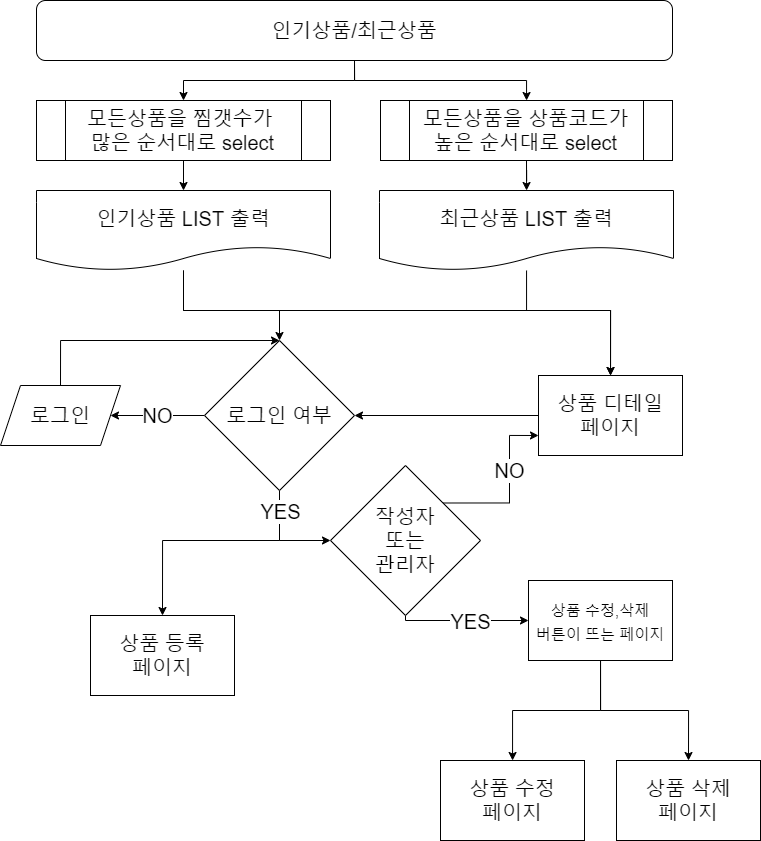 인기상품/최근상품
모든상품을 찜갯수가
많은 순서대로 select
모든상품을 상품코드가
높은 순서대로 select
인기상품 LIST 출력
최근상품 LIST 출력
로그인
NO
로그인 여부
상품 디테일
페이지
NO
YES
작성자
또는
관리자
상품 등록
페이지
YES
상품 수정,삭제
버튼이 뜨는 페이지
상품 수정
페이지
상품 삭제
페이지